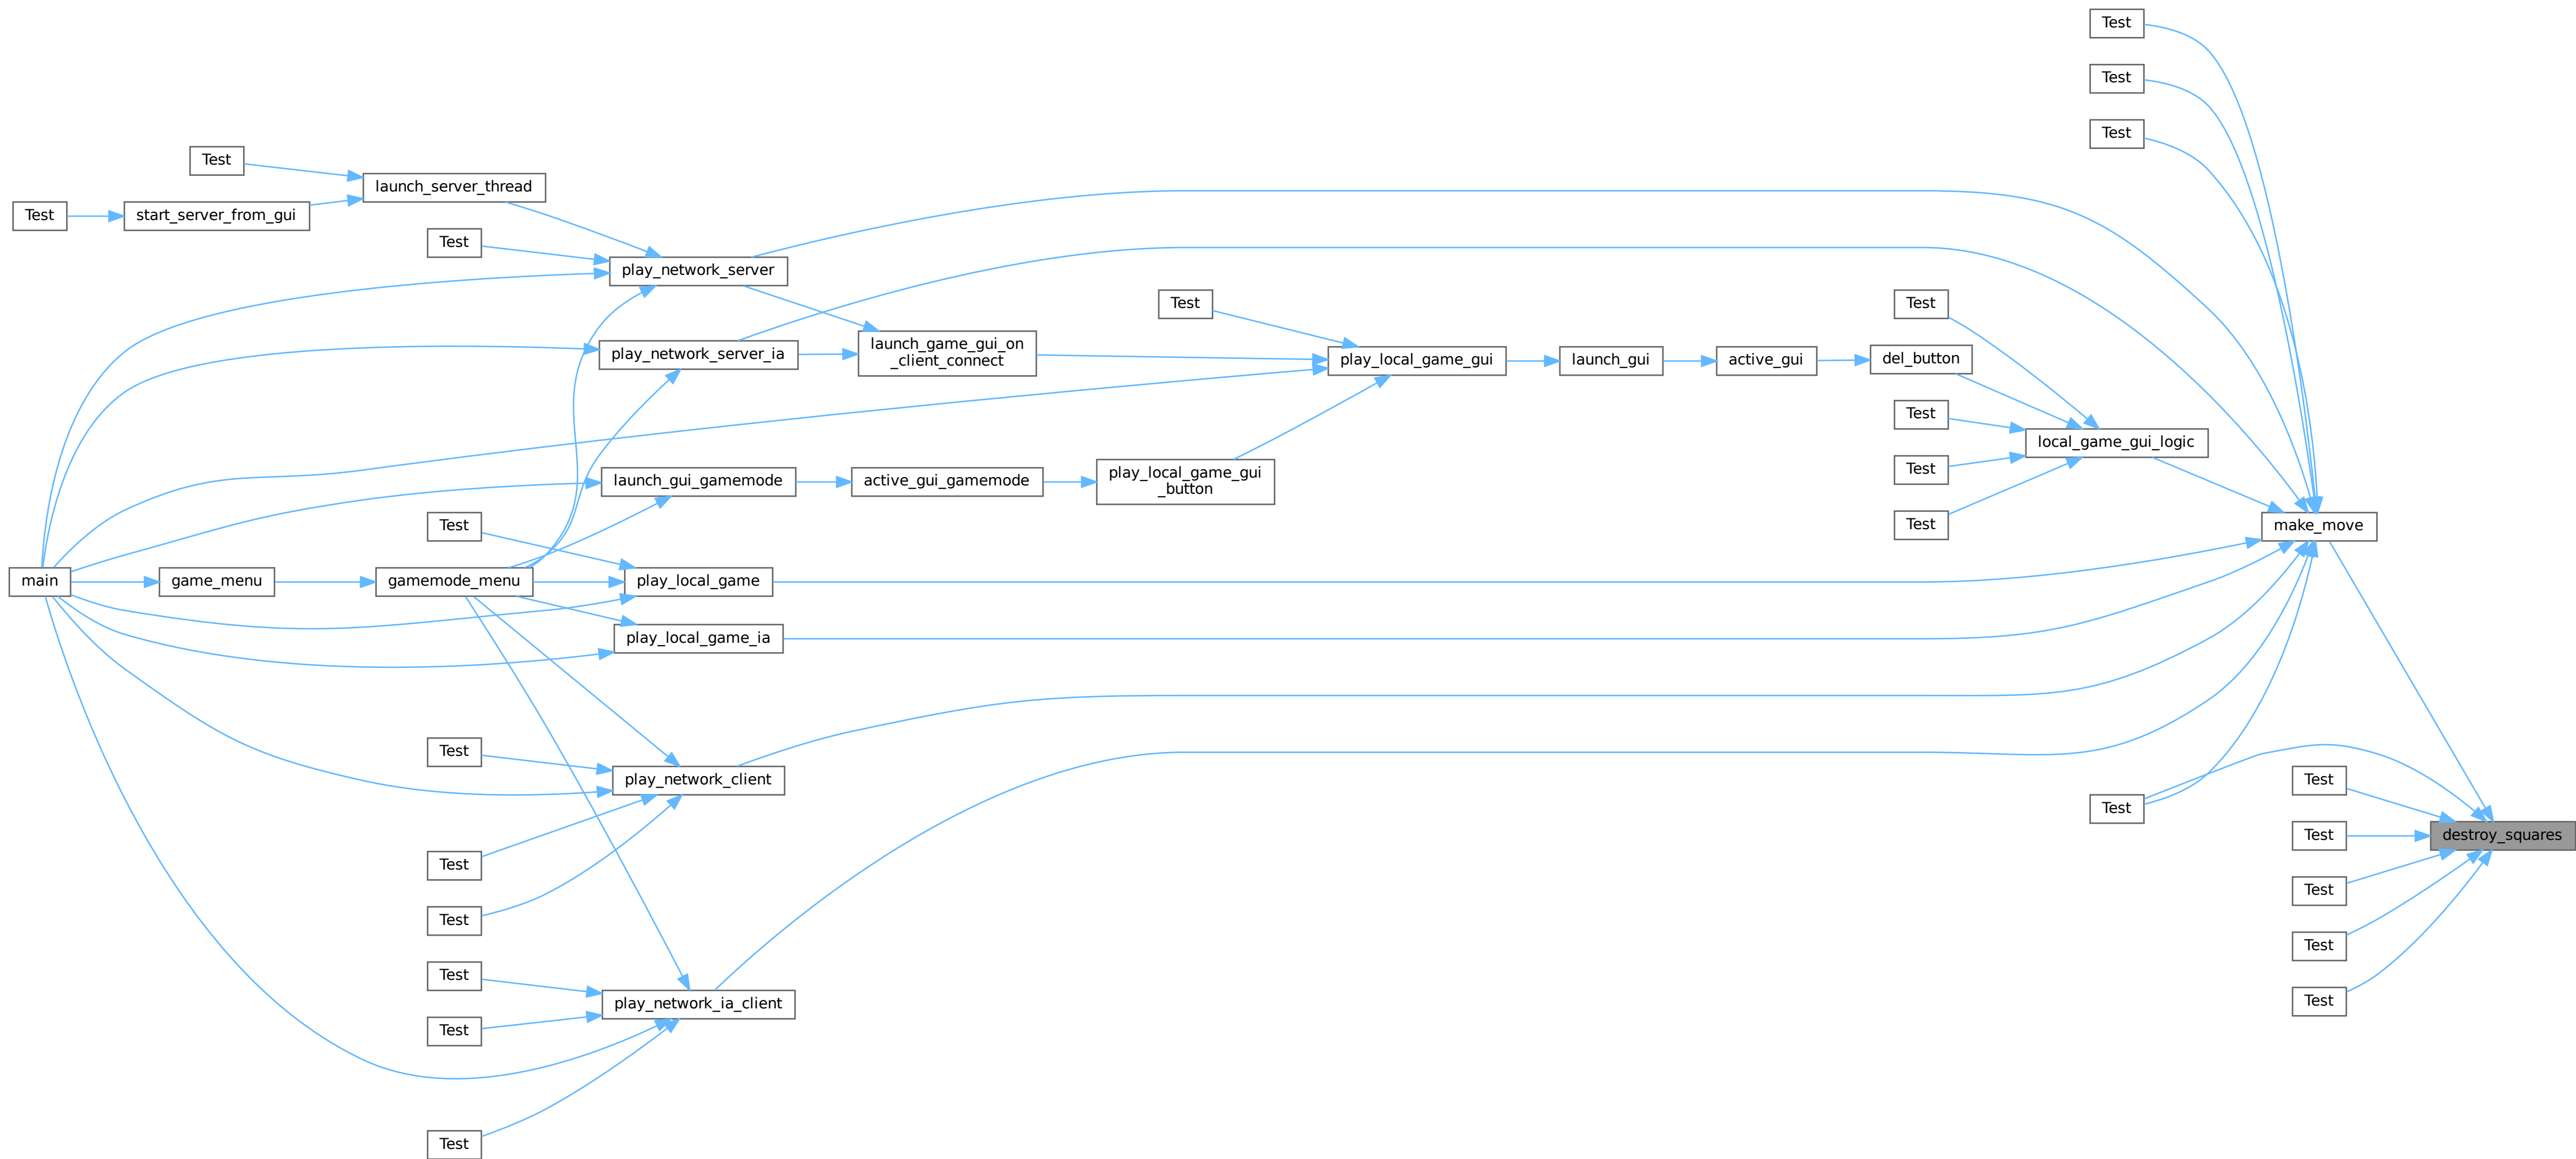 Test
Test
Test
Test
launch_server_thread
Test
start_server_from_gui
Test
play_network_server
Test
Test
launch_game_gui_on
_client_connect
play_network_server_ia
play_local_game_gui
launch_gui
active_gui
del_button
Test
local_game_gui_logic
Test
launch_gui_gamemode
active_gui_gamemode
play_local_game_gui
_button
Test
Test
make_move
main
game_menu
gamemode_menu
play_local_game
play_local_game_ia
Test
play_network_client
Test
Test
Test
destroy_squares
Test
Test
Test
Test
Test
Test
play_network_ia_client
Test
Test
Test